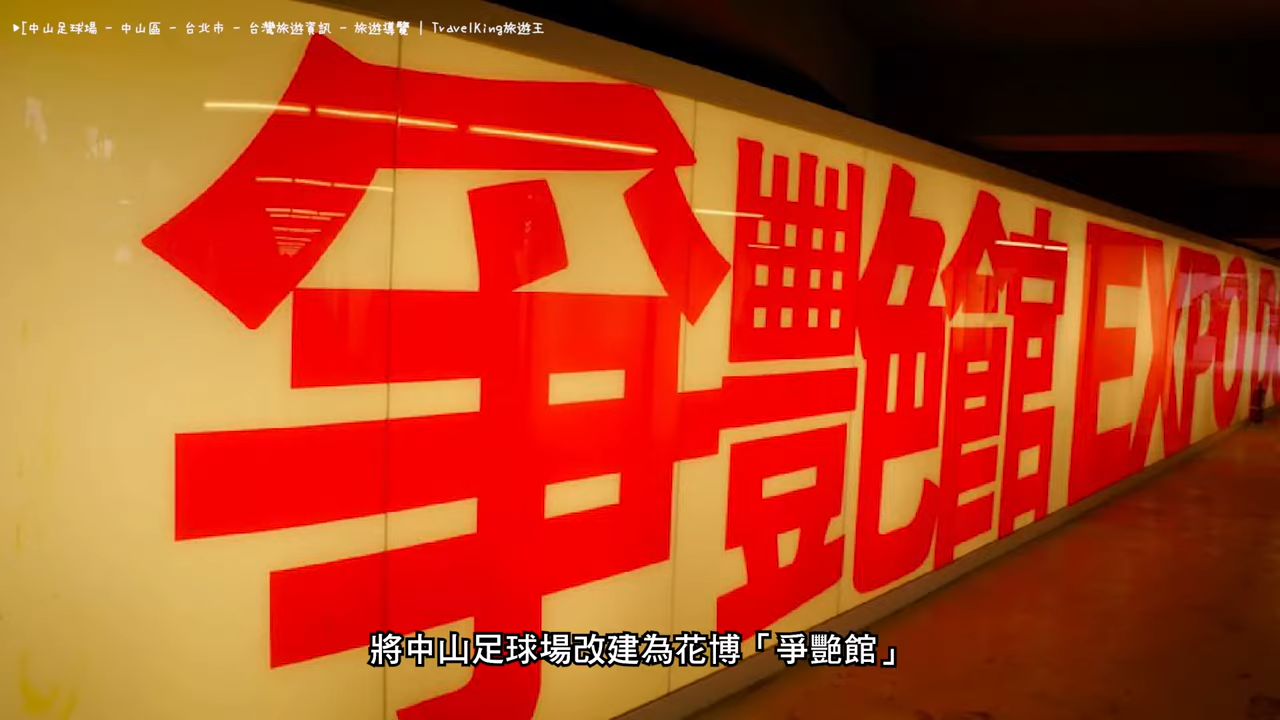 ▶[中山足球場 - 中山區 - 台北市 - 台灣旅遊資訊 - 旅遊導覽 | TravelKing旅遊王
爭豔館 EXPO
將中山足球場改建為花博「爭艷館」